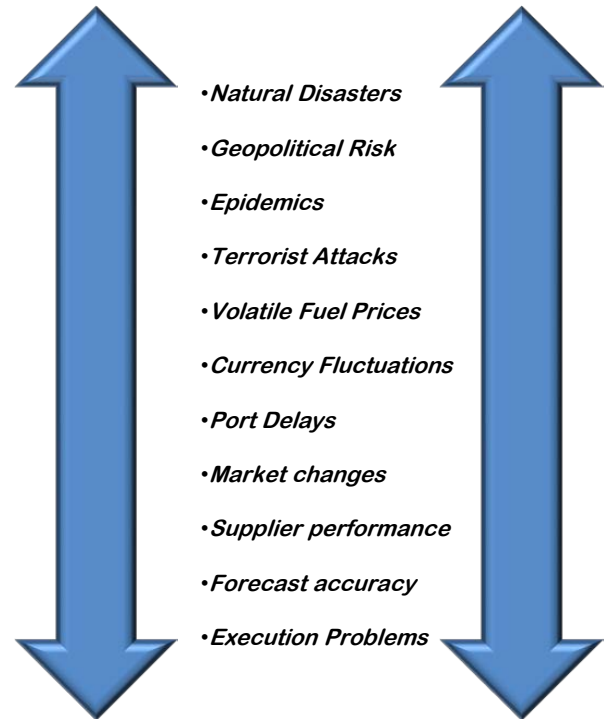 •Natural Disasters
•Geopolitical Risk
•Epidemics
•Terrorist Attacks
•Volatile Fuel Prices
•Currency Fluctuations
•Port Delays
•Market changes
•Supplier performance
•Forecast accuracy
•Execution Problems